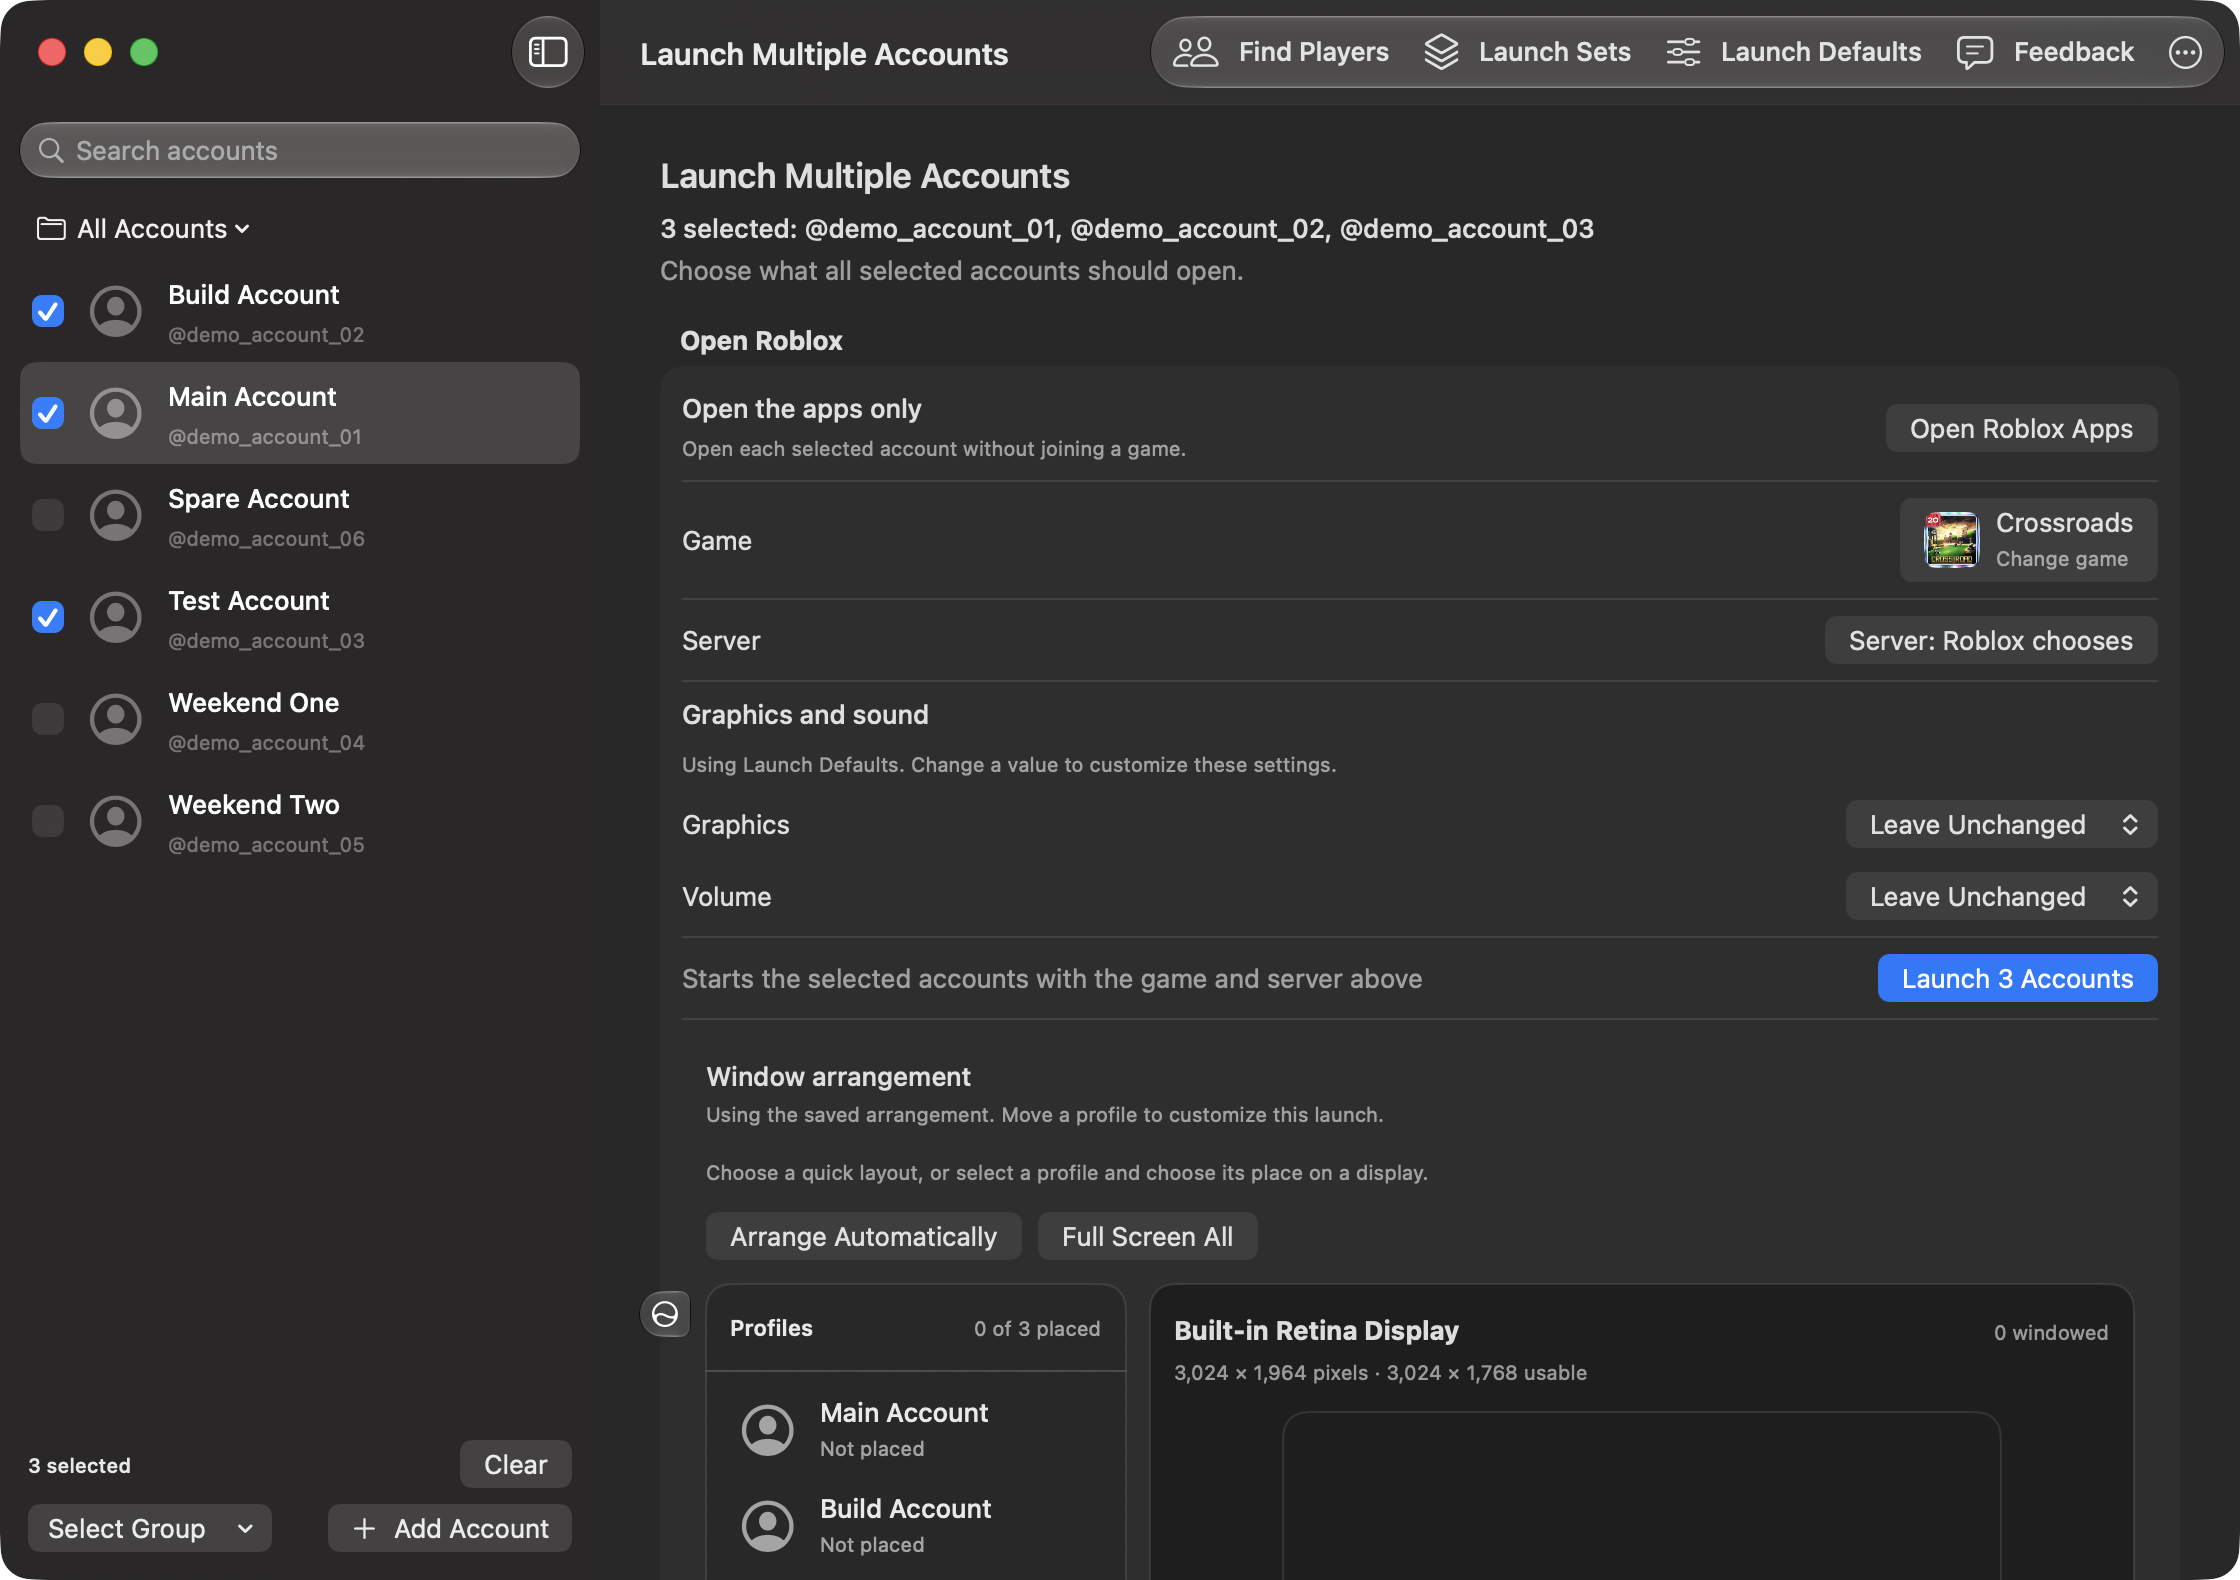 Launch Multiple Accounts
Find Players
Launch Sets
Launch Defaults
Feedback
Search accounts
All Accounts
Build Account
@demo_account_02
Main Account
@demo_account_01
Spare Account
@demo_account_06
Test Account
@demo_account_03
Weekend One
@demo_account_04
Weekend Two
@demo_account_05
3 selected
Clear
Select Group
Add Account
Launch Multiple Accounts
3 selected: @demo_account_01, @demo_account_02, @demo_account_03
Choose what all selected accounts should open.
Open Roblox
Open the apps only
Open each selected account without joining a game.
Open Roblox Apps
Game
20
CROSSROAD
Crossroads
Change game
Server
Server: Roblox chooses
Graphics and sound
Using Launch Defaults. Change a value to customize these settings.
Graphics
Leave Unchanged
Volume
Leave Unchanged
Starts the selected accounts with the game and server above
Launch 3 Accounts
Window arrangement
Using the saved arrangement. Move a profile to customize this launch.
Choose a quick layout, or select a profile and choose its place on a display.
Arrange Automatically
Full Screen All
Profiles
0 of 3 placed
Main Account
Not placed
Build Account
Not placed
Built-in Retina Display
0 windowed
3,024 × 1,964 pixels · 3,024 × 1,768 usable